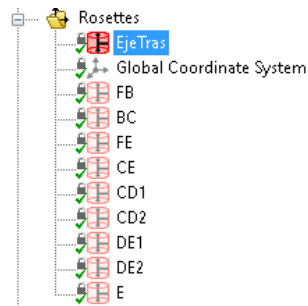 Rosettes
EjeTras
Global Coordinate System
FB
BC
FE
CE
CD1
CD2
DE1
DE2
E